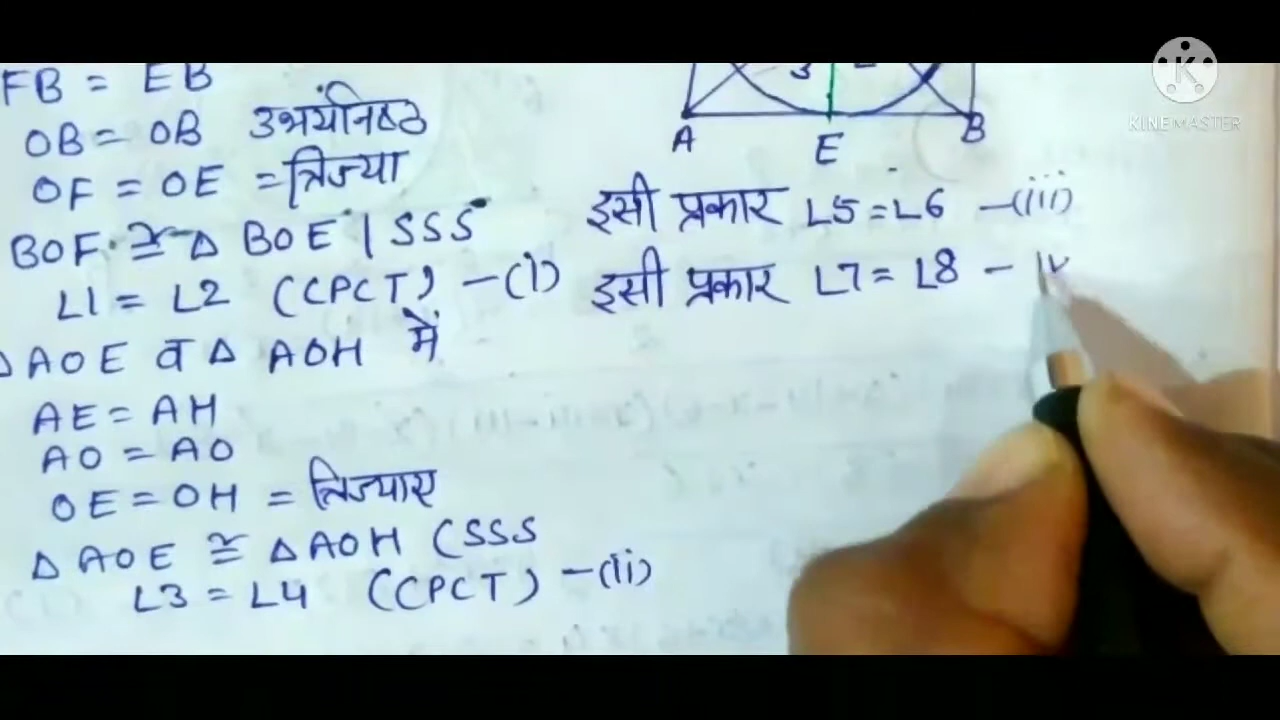 FB = EB
OB = OB उभयनिष्ठ
OF = OE = त्रिज्या
BOF ≅ △ BOE | SSS
∠1 = ∠2 (CPCT) –(i)
△AOE व △ AOH में
AE = AH
AO = AO
OE = OH = त्रिज्याए
△ AOE ≅ △AOH (SSS
∠3 = ∠4 (CPCT) –(ii)
3
A
E
B
इसी प्रकार ∠5 = ∠6 –(iii)
इसी प्रकार ∠7 = ∠8 – iv
K
KINEMASTER